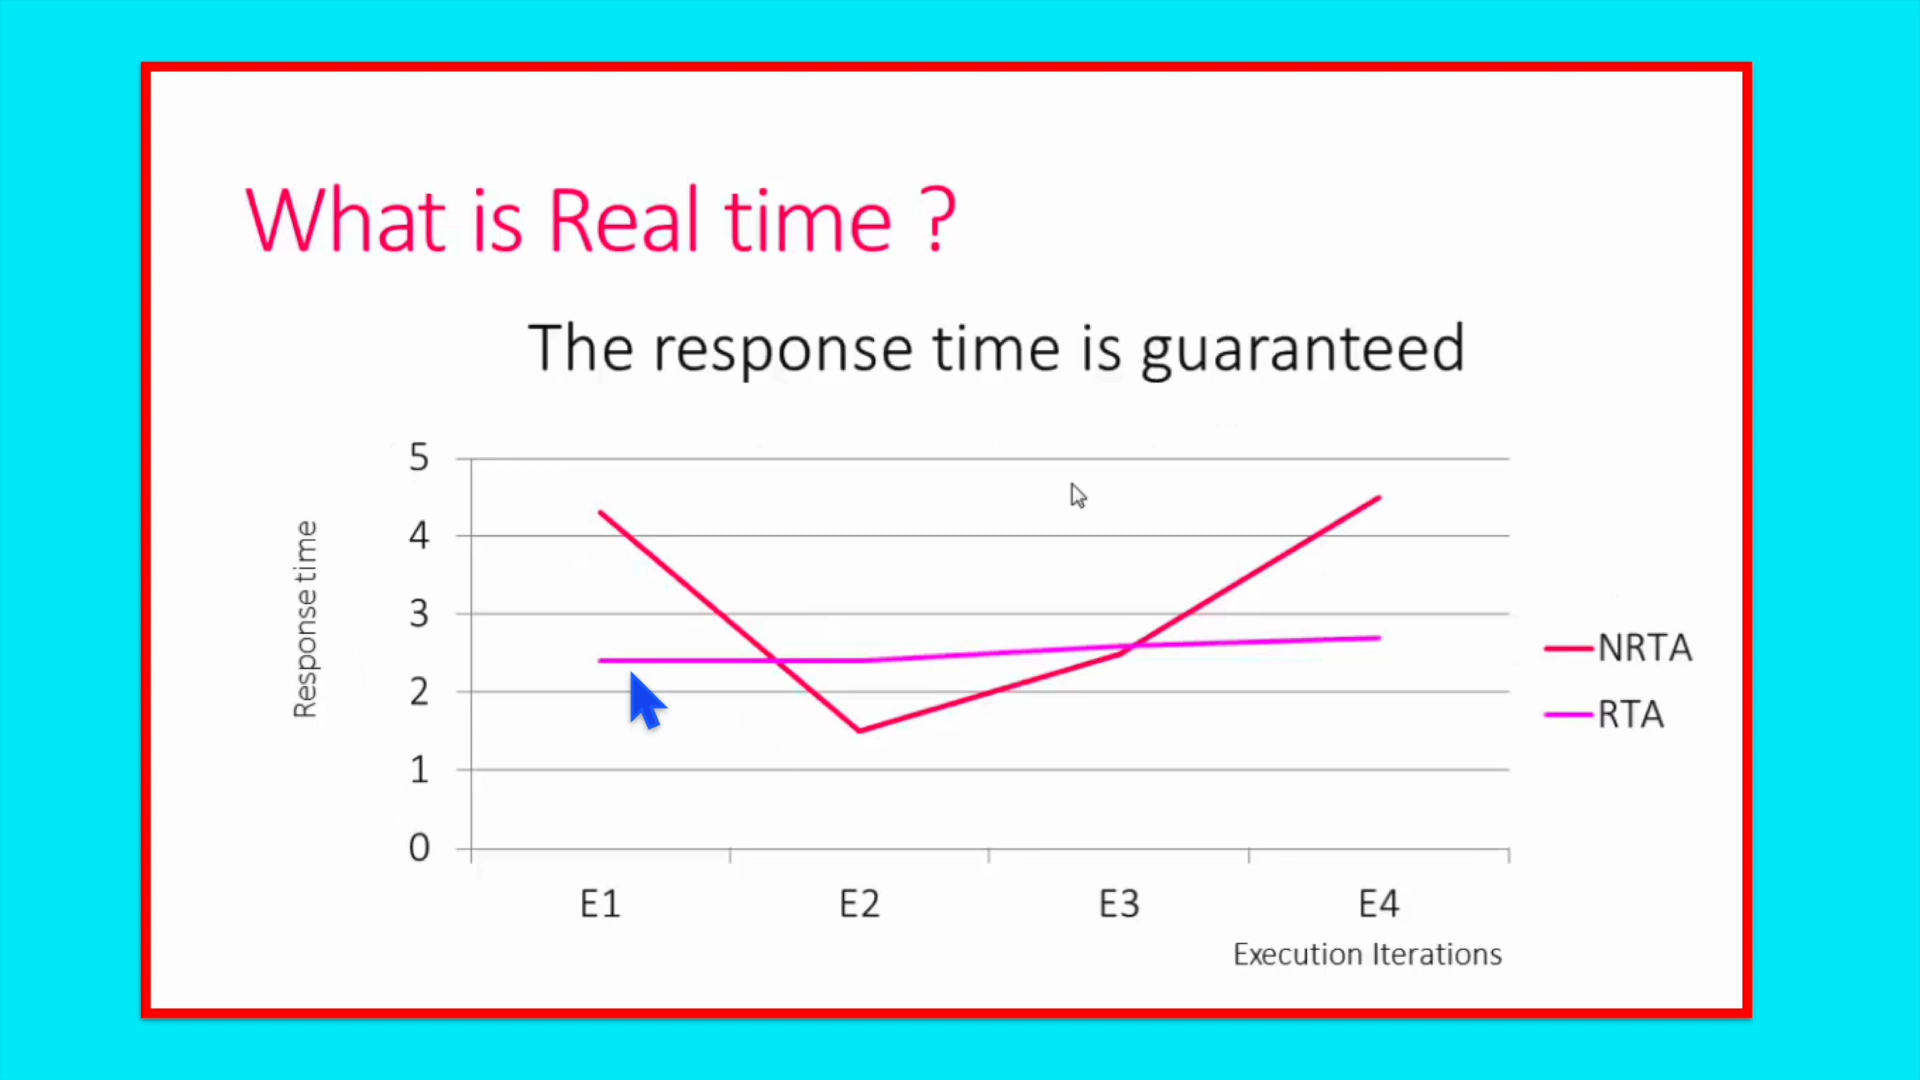 What is Real time ?
The response time is guaranteed
5
4
3
2
1
0
Response time
E1 E2 E3 E4
Execution Iterations
NRTA
RTA